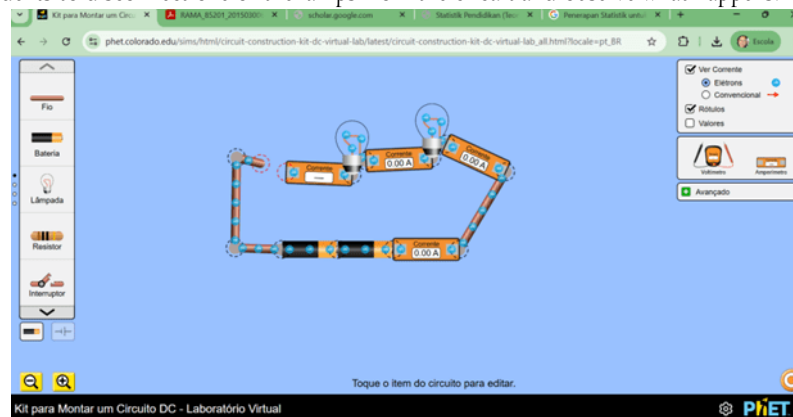 Kit para Montar um Circu
RAMA_85201_201503000
scholar.google.com
Statistik Pendidikan (Teori
Penerapan Statistik untu
phet.colorado.edu/sims/html/circuit-construction-kit-dc-virtual-lab/latest/circuit-construction-kit-dc-virtual-lab_all.html?locale=pt_BR
Escola
Fio
Bateria
Lâmpada
Resistor
Interruptor
Corrente
Corrente
0.00 A
Corrente
0.00 A
Corrente
0.00 A
Ver Corrente
Elétrons
Convencional
Rótulos
Valores
Voltímetro
Amperímetro
Avançado
Toque o item do circuito para editar.
Kit para Montar um Circuito DC - Laboratório Virtual
PhET